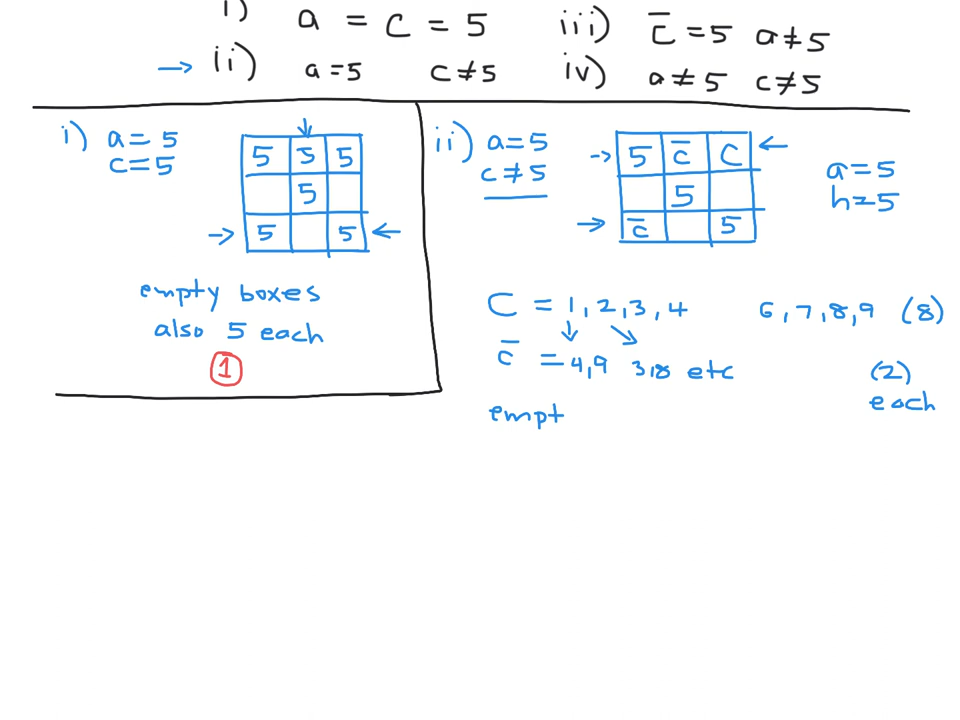 i) a = c = 5 iii) c̅ = 5 a ≠ 5
→ ii) a = 5 c ≠ 5 iv) a ≠ 5 c ≠ 5
i) a = 5
c = 5
5 5 5
5
5 5
empty boxes
also 5 each
1
ii) a = 5
c ≠ 5
5 c̅ C
5
c̅ 5
a = 5
h = 5
C = 1, 2, 3, 4 6, 7, 8, 9 (8)
c̅ = 4,9 3,8 etc (2)
each
empt